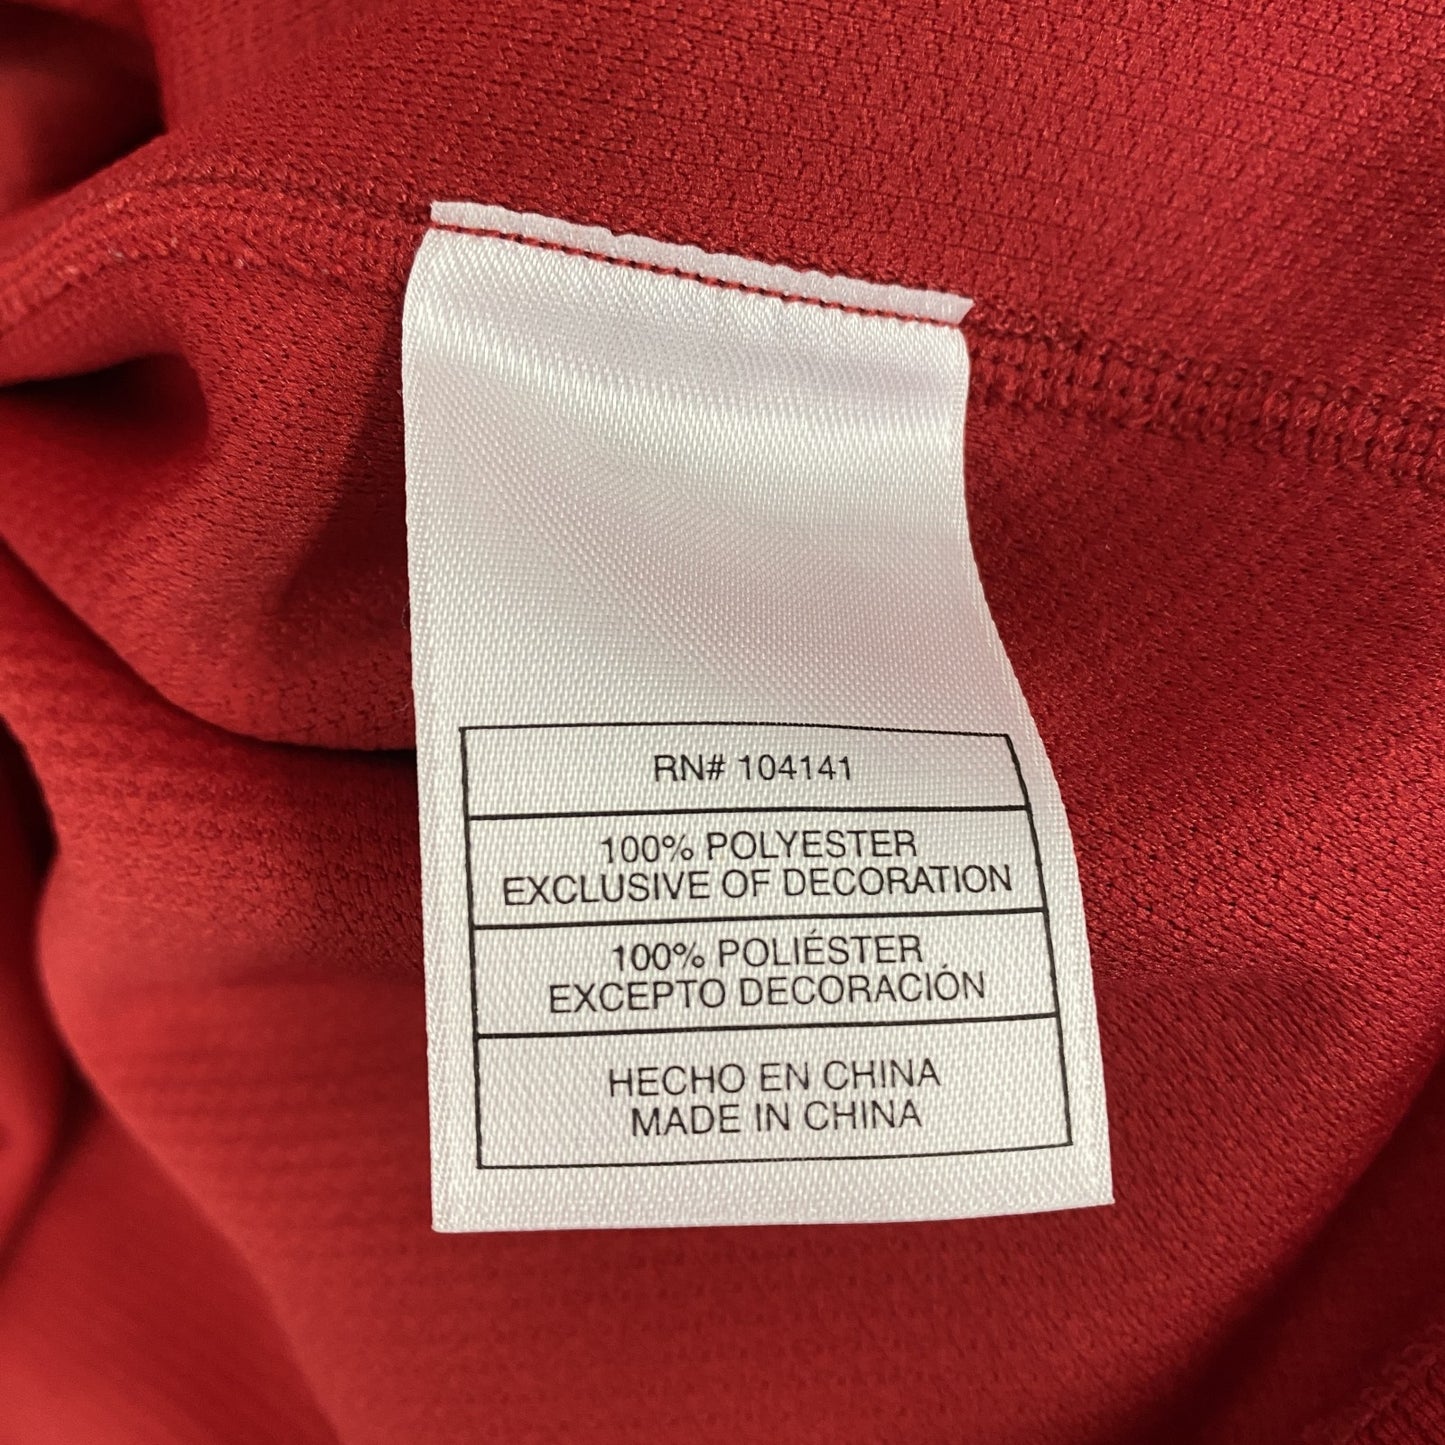 RN# 104141
100% POLYESTER
EXCLUSIVE OF DECORATION
100% POLIÉSTER
EXCEPTO DECORACIÓN
HECHO EN CHINA
MADE IN CHINA